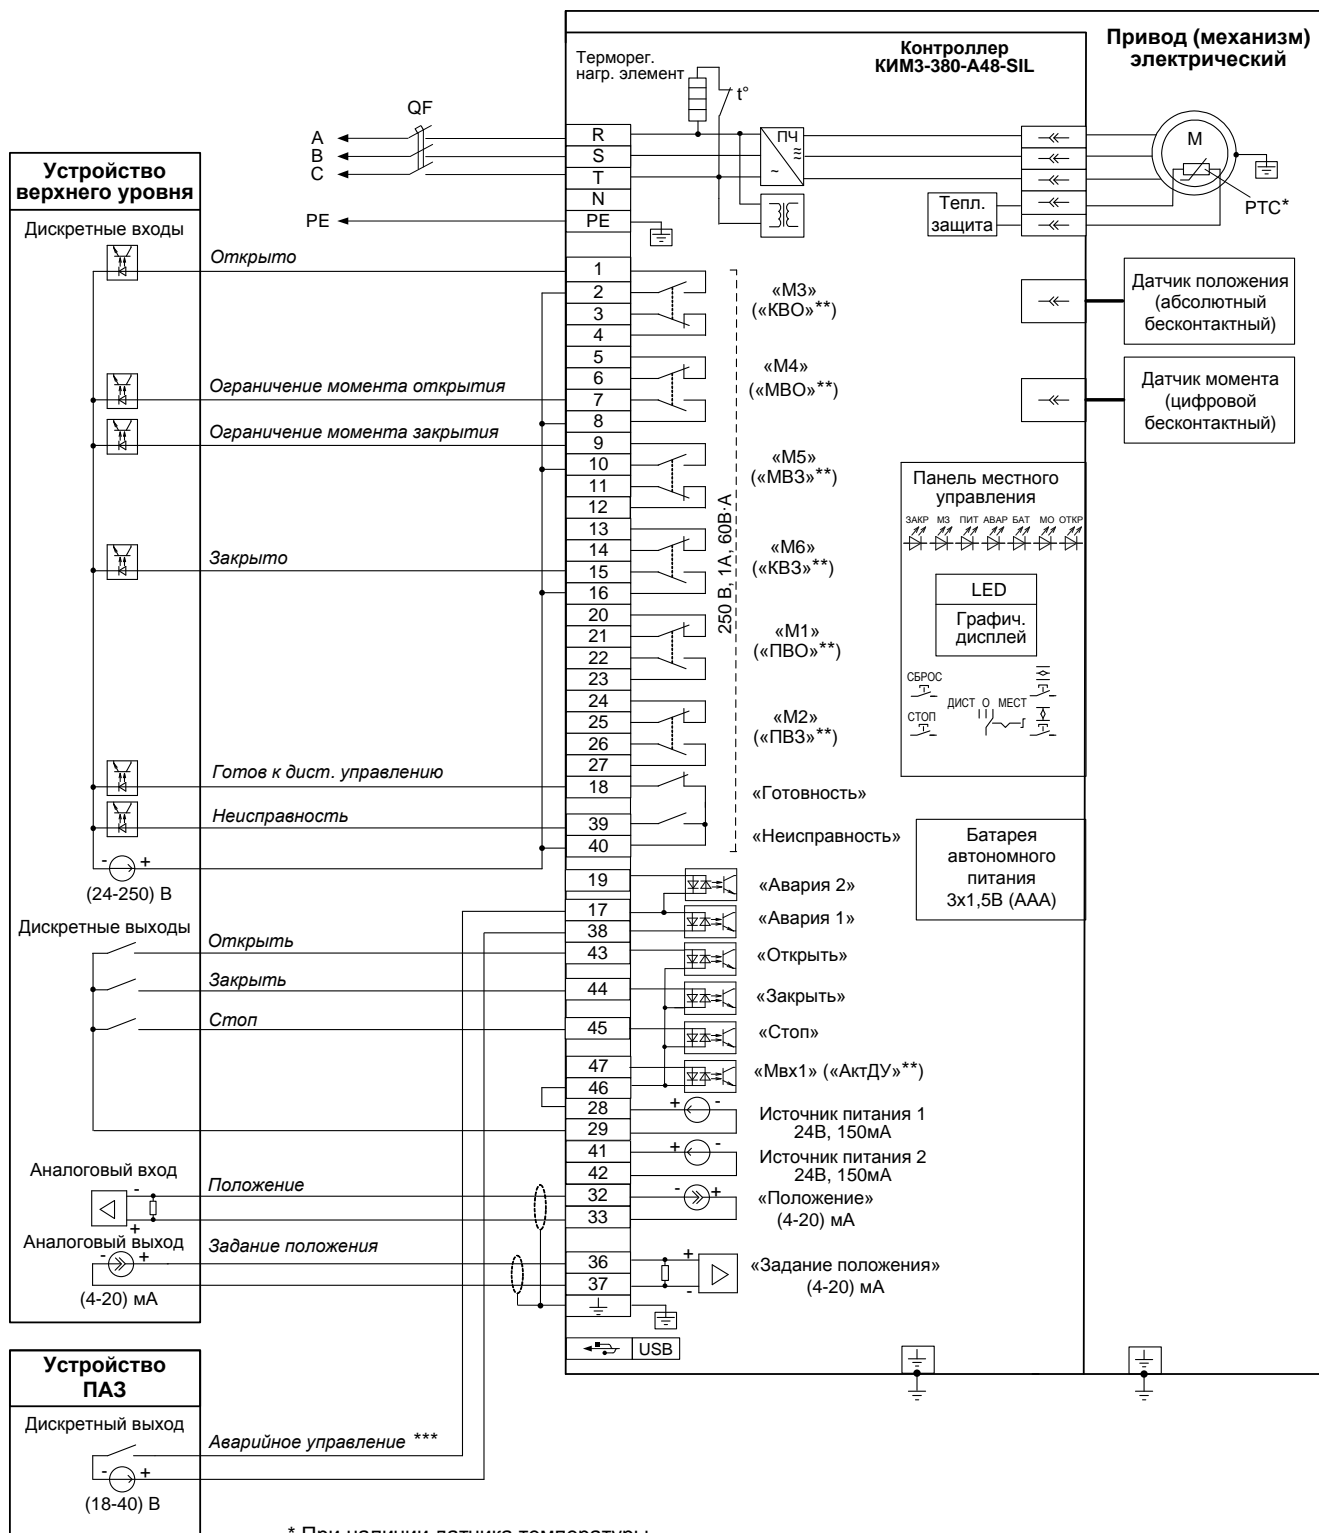 Привод (механизм)
электрический
Контроллер
КИМ3-380-А48-SIL
Терморег.
нагр. элемент
t°
QF
A
B
C
PE
R
S
T
N
PE
ПЧ
≈
~
M
PTC*
Тепл.
защита
Устройство
верхнего уровня
Дискретные входы
Открыто
Ограничение момента открытия
Ограничение момента закрытия
Закрыто
Готов к дист. управлению
Неисправность
- +
(24-250) В
Дискретные выходы
Открыть
Закрыть
Стоп
Аналоговый вход
-
+
Положение
Аналоговый выход
- +
Задание положения
(4-20) мА
Устройство
ПАЗ
Дискретный выход
Аварийное управление ***
- +
(18-40) В
1
2
3
4
5
6
7
8
9
10
11
12
13
14
15
16
20
21
22
23
24
25
26
27
18
39
40
19
17
38
43
44
45
47
46
28
29
41
42
32
33
36
37
USB
250 В, 1А, 60В·А
«М3»
(«КВО»**)
«М4»
(«МВО»**)
«М5»
(«МВЗ»**)
«М6»
(«КВЗ»**)
«М1»
(«ПВО»**)
«М2»
(«ПВЗ»**)
«Готовность»
«Неисправность»
«Авария 2»
«Авария 1»
«Открыть»
«Закрыть»
«Стоп»
«Мвх1» («АктДУ»**)
+ -
Источник питания 1
24В, 150мА
+ -
Источник питания 2
24В, 150мА
- +
«Положение»
(4-20) мА
+
-
«Задание положения»
(4-20) мА
Датчик положения
(абсолютный
бесконтактный)
Датчик момента
(цифровой
бесконтактный)
Панель местного
управления
ЗАКР МЗ ПИТ АВАР БАТ МО ОТКР
LED
Графич.
дисплей
СБРОС
СТОП
ДИСТ О МЕСТ
Батарея
автономного
питания
3х1,5В (ААА)
* При наличии датчика температуры